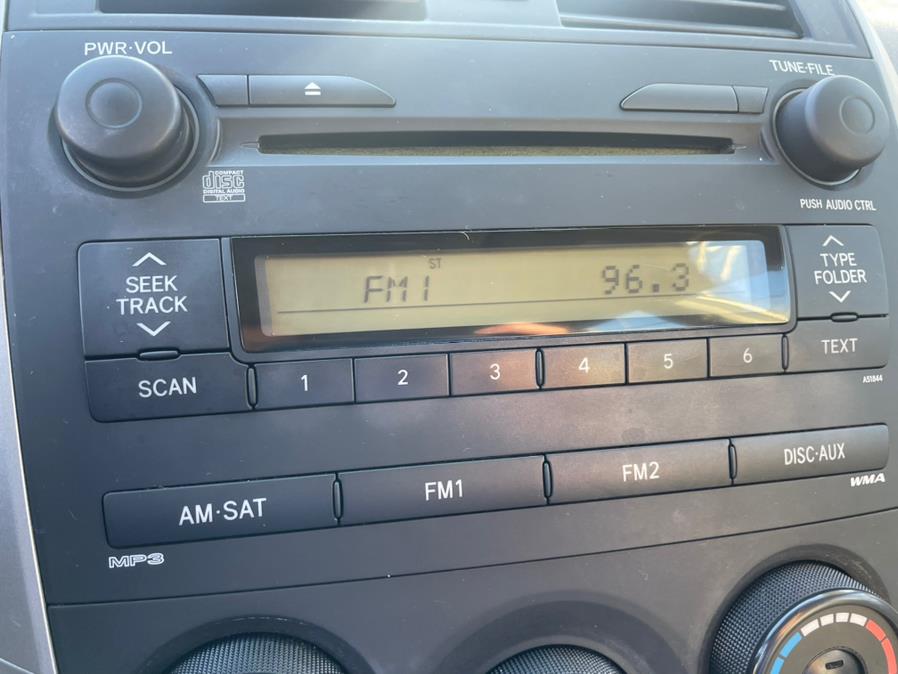 PWR·VOL
TUNE·FILE
COMPACT
disc
DIGITAL AUDIO
TEXT
PUSH AUDIO CTRL
SEEK
TRACK
ST
FM1 96.3
TYPE
FOLDER
SCAN
1 2 3 4 5 6
TEXT
A51844
AM·SAT
FM1
FM2
DISC·AUX
MP3
WMA